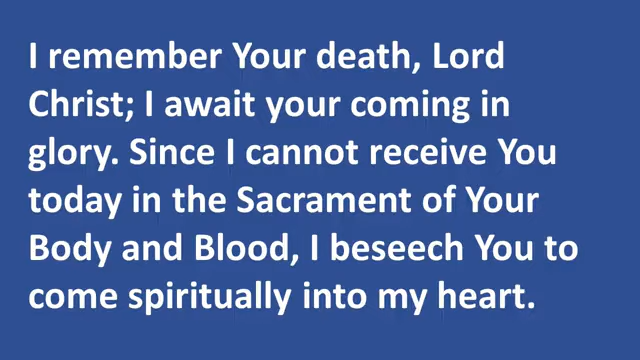 I remember Your death, Lord
Christ; I await your coming in
glory. Since I cannot receive You
today in the Sacrament of Your
Body and Blood, I beseech You to
come spiritually into my heart.